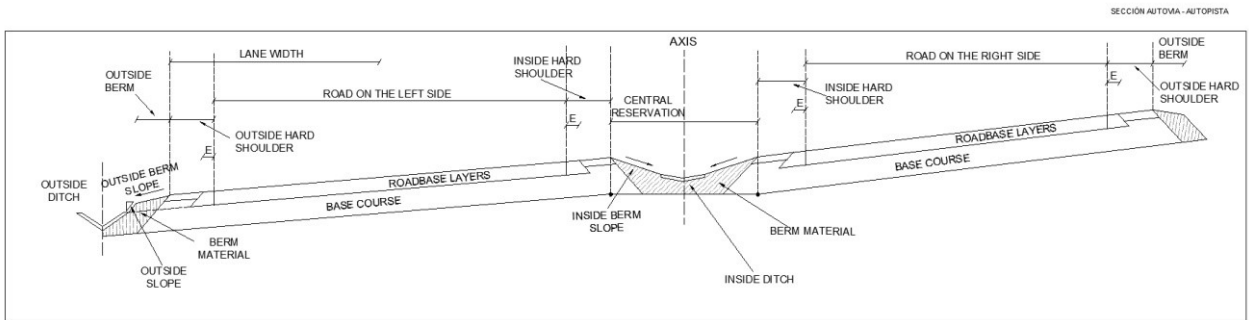 SECCIÓN AUTOVIA - AUTOPISTA
AXIS
LANE WIDTH
OUTSIDE
BERM
ROAD ON THE LEFT SIDE
INSIDE HARD
SHOULDER
CENTRAL
RESERVATION
ROAD ON THE RIGHT SIDE
OUTSIDE
BERM
E
INSIDE HARD
SHOULDER
OUTSIDE HARD
SHOULDER
E
E
OUTSIDE HARD
SHOULDER
E
OUTSIDE BERM
SLOPE
OUTSIDE
DITCH
ROADBASE LAYERS
BASE COURSE
ROADBASE LAYERS
BASE COURSE
INSIDE BERM
SLOPE
BERM MATERIAL
BERM
MATERIAL
OUTSIDE
SLOPE
INSIDE DITCH